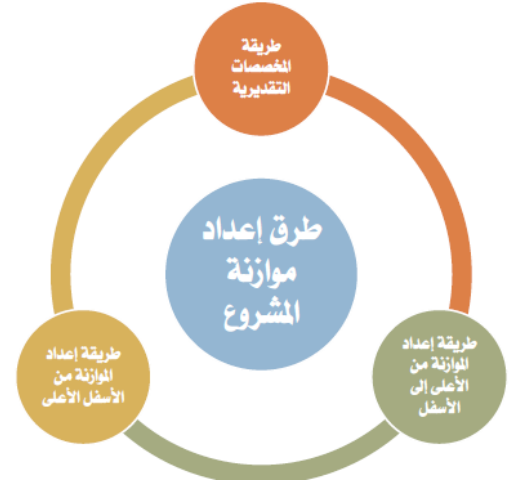 طريقة
المخصصات
التقديرية
طرق إعداد
موازنة
المشروع
طريقة إعداد
الموازنة من
الأعلى إلى
الأسفل
طريقة إعداد
الموازنة من
الأسفل الأعلى